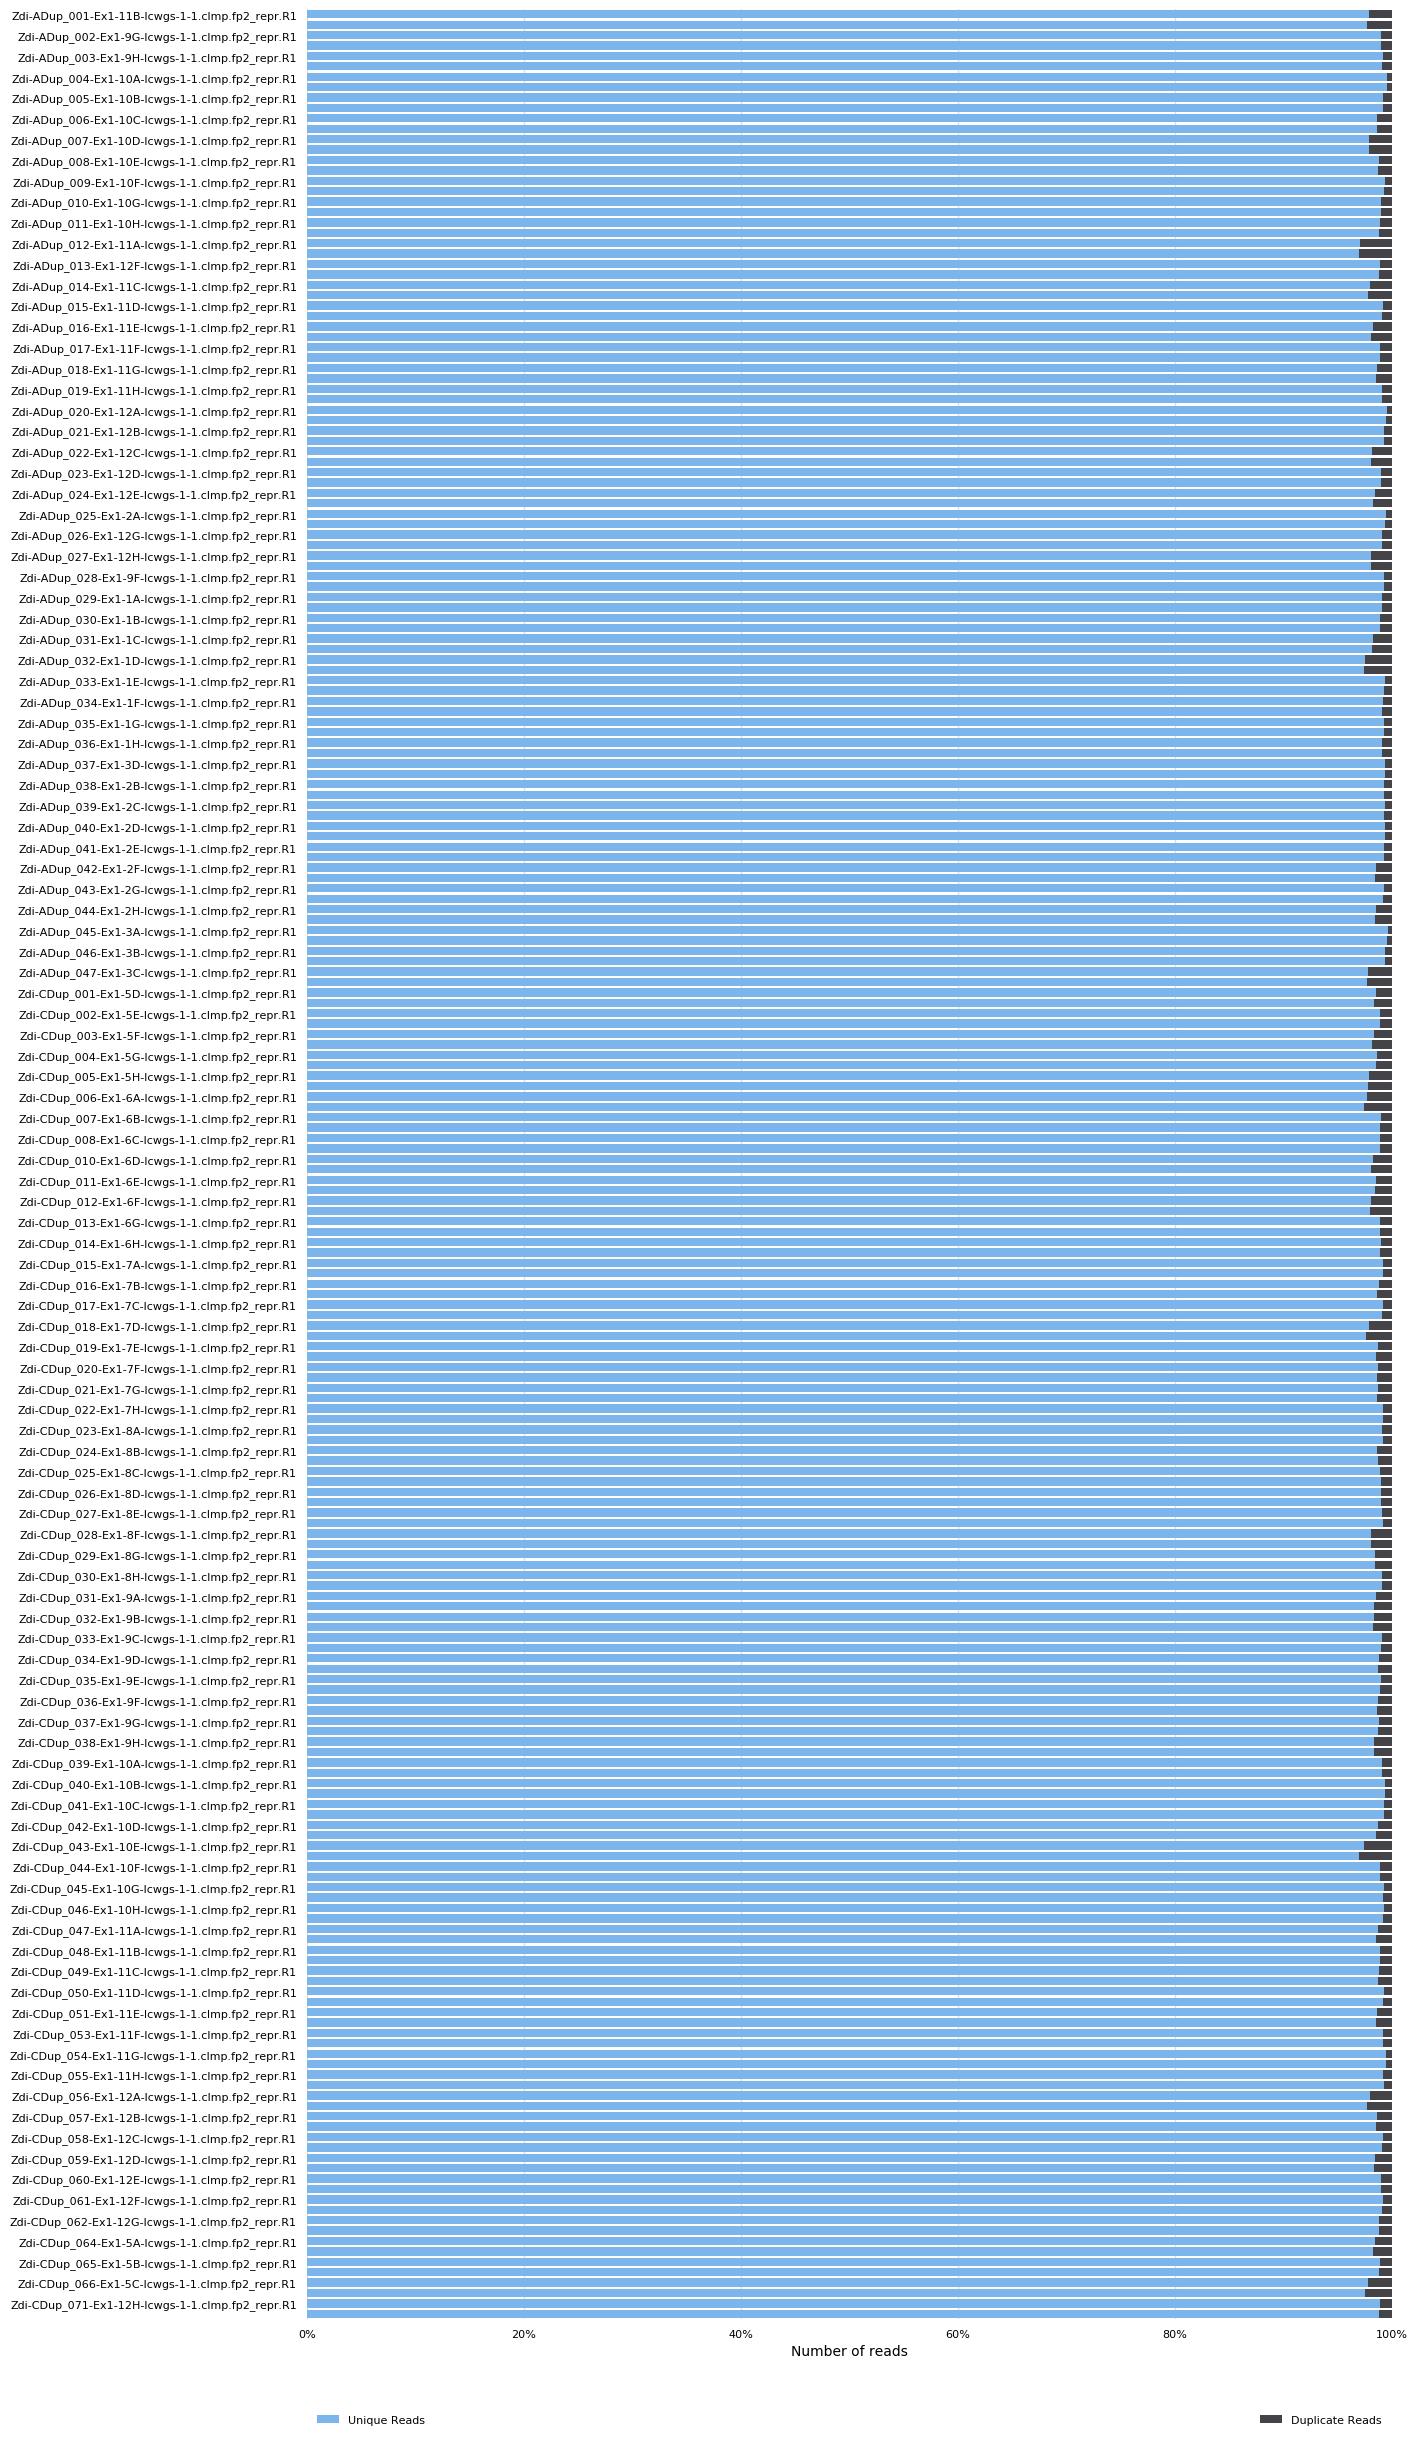 Zdi-ADup_001-Ex1-11B-lcwgs-1-1.clmp.fp2_repr.R1
Zdi-ADup_002-Ex1-9G-lcwgs-1-1.clmp.fp2_repr.R1
Zdi-ADup_003-Ex1-9H-lcwgs-1-1.clmp.fp2_repr.R1
Zdi-ADup_004-Ex1-10A-lcwgs-1-1.clmp.fp2_repr.R1
Zdi-ADup_005-Ex1-10B-lcwgs-1-1.clmp.fp2_repr.R1
Zdi-ADup_006-Ex1-10C-lcwgs-1-1.clmp.fp2_repr.R1
Zdi-ADup_007-Ex1-10D-lcwgs-1-1.clmp.fp2_repr.R1
Zdi-ADup_008-Ex1-10E-lcwgs-1-1.clmp.fp2_repr.R1
Zdi-ADup_009-Ex1-10F-lcwgs-1-1.clmp.fp2_repr.R1
Zdi-ADup_010-Ex1-10G-lcwgs-1-1.clmp.fp2_repr.R1
Zdi-ADup_011-Ex1-10H-lcwgs-1-1.clmp.fp2_repr.R1
Zdi-ADup_012-Ex1-11A-lcwgs-1-1.clmp.fp2_repr.R1
Zdi-ADup_013-Ex1-12F-lcwgs-1-1.clmp.fp2_repr.R1
Zdi-ADup_014-Ex1-11C-lcwgs-1-1.clmp.fp2_repr.R1
Zdi-ADup_015-Ex1-11D-lcwgs-1-1.clmp.fp2_repr.R1
Zdi-ADup_016-Ex1-11E-lcwgs-1-1.clmp.fp2_repr.R1
Zdi-ADup_017-Ex1-11F-lcwgs-1-1.clmp.fp2_repr.R1
Zdi-ADup_018-Ex1-11G-lcwgs-1-1.clmp.fp2_repr.R1
Zdi-ADup_019-Ex1-11H-lcwgs-1-1.clmp.fp2_repr.R1
Zdi-ADup_020-Ex1-12A-lcwgs-1-1.clmp.fp2_repr.R1
Zdi-ADup_021-Ex1-12B-lcwgs-1-1.clmp.fp2_repr.R1
Zdi-ADup_022-Ex1-12C-lcwgs-1-1.clmp.fp2_repr.R1
Zdi-ADup_023-Ex1-12D-lcwgs-1-1.clmp.fp2_repr.R1
Zdi-ADup_024-Ex1-12E-lcwgs-1-1.clmp.fp2_repr.R1
Zdi-ADup_025-Ex1-2A-lcwgs-1-1.clmp.fp2_repr.R1
Zdi-ADup_026-Ex1-12G-lcwgs-1-1.clmp.fp2_repr.R1
Zdi-ADup_027-Ex1-12H-lcwgs-1-1.clmp.fp2_repr.R1
Zdi-ADup_028-Ex1-9F-lcwgs-1-1.clmp.fp2_repr.R1
Zdi-ADup_029-Ex1-1A-lcwgs-1-1.clmp.fp2_repr.R1
Zdi-ADup_030-Ex1-1B-lcwgs-1-1.clmp.fp2_repr.R1
Zdi-ADup_031-Ex1-1C-lcwgs-1-1.clmp.fp2_repr.R1
Zdi-ADup_032-Ex1-1D-lcwgs-1-1.clmp.fp2_repr.R1
Zdi-ADup_033-Ex1-1E-lcwgs-1-1.clmp.fp2_repr.R1
Zdi-ADup_034-Ex1-1F-lcwgs-1-1.clmp.fp2_repr.R1
Zdi-ADup_035-Ex1-1G-lcwgs-1-1.clmp.fp2_repr.R1
Zdi-ADup_036-Ex1-1H-lcwgs-1-1.clmp.fp2_repr.R1
Zdi-ADup_037-Ex1-3D-lcwgs-1-1.clmp.fp2_repr.R1
Zdi-ADup_038-Ex1-2B-lcwgs-1-1.clmp.fp2_repr.R1
Zdi-ADup_039-Ex1-2C-lcwgs-1-1.clmp.fp2_repr.R1
Zdi-ADup_040-Ex1-2D-lcwgs-1-1.clmp.fp2_repr.R1
Zdi-ADup_041-Ex1-2E-lcwgs-1-1.clmp.fp2_repr.R1
Zdi-ADup_042-Ex1-2F-lcwgs-1-1.clmp.fp2_repr.R1
Zdi-ADup_043-Ex1-2G-lcwgs-1-1.clmp.fp2_repr.R1
Zdi-ADup_044-Ex1-2H-lcwgs-1-1.clmp.fp2_repr.R1
Zdi-ADup_045-Ex1-3A-lcwgs-1-1.clmp.fp2_repr.R1
Zdi-ADup_046-Ex1-3B-lcwgs-1-1.clmp.fp2_repr.R1
Zdi-ADup_047-Ex1-3C-lcwgs-1-1.clmp.fp2_repr.R1
Zdi-CDup_001-Ex1-5D-lcwgs-1-1.clmp.fp2_repr.R1
Zdi-CDup_002-Ex1-5E-lcwgs-1-1.clmp.fp2_repr.R1
Zdi-CDup_003-Ex1-5F-lcwgs-1-1.clmp.fp2_repr.R1
Zdi-CDup_004-Ex1-5G-lcwgs-1-1.clmp.fp2_repr.R1
Zdi-CDup_005-Ex1-5H-lcwgs-1-1.clmp.fp2_repr.R1
Zdi-CDup_006-Ex1-6A-lcwgs-1-1.clmp.fp2_repr.R1
Zdi-CDup_007-Ex1-6B-lcwgs-1-1.clmp.fp2_repr.R1
Zdi-CDup_008-Ex1-6C-lcwgs-1-1.clmp.fp2_repr.R1
Zdi-CDup_010-Ex1-6D-lcwgs-1-1.clmp.fp2_repr.R1
Zdi-CDup_011-Ex1-6E-lcwgs-1-1.clmp.fp2_repr.R1
Zdi-CDup_012-Ex1-6F-lcwgs-1-1.clmp.fp2_repr.R1
Zdi-CDup_013-Ex1-6G-lcwgs-1-1.clmp.fp2_repr.R1
Zdi-CDup_014-Ex1-6H-lcwgs-1-1.clmp.fp2_repr.R1
Zdi-CDup_015-Ex1-7A-lcwgs-1-1.clmp.fp2_repr.R1
Zdi-CDup_016-Ex1-7B-lcwgs-1-1.clmp.fp2_repr.R1
Zdi-CDup_017-Ex1-7C-lcwgs-1-1.clmp.fp2_repr.R1
Zdi-CDup_018-Ex1-7D-lcwgs-1-1.clmp.fp2_repr.R1
Zdi-CDup_019-Ex1-7E-lcwgs-1-1.clmp.fp2_repr.R1
Zdi-CDup_020-Ex1-7F-lcwgs-1-1.clmp.fp2_repr.R1
Zdi-CDup_021-Ex1-7G-lcwgs-1-1.clmp.fp2_repr.R1
Zdi-CDup_022-Ex1-7H-lcwgs-1-1.clmp.fp2_repr.R1
Zdi-CDup_023-Ex1-8A-lcwgs-1-1.clmp.fp2_repr.R1
Zdi-CDup_024-Ex1-8B-lcwgs-1-1.clmp.fp2_repr.R1
Zdi-CDup_025-Ex1-8C-lcwgs-1-1.clmp.fp2_repr.R1
Zdi-CDup_026-Ex1-8D-lcwgs-1-1.clmp.fp2_repr.R1
Zdi-CDup_027-Ex1-8E-lcwgs-1-1.clmp.fp2_repr.R1
Zdi-CDup_028-Ex1-8F-lcwgs-1-1.clmp.fp2_repr.R1
Zdi-CDup_029-Ex1-8G-lcwgs-1-1.clmp.fp2_repr.R1
Zdi-CDup_030-Ex1-8H-lcwgs-1-1.clmp.fp2_repr.R1
Zdi-CDup_031-Ex1-9A-lcwgs-1-1.clmp.fp2_repr.R1
Zdi-CDup_032-Ex1-9B-lcwgs-1-1.clmp.fp2_repr.R1
Zdi-CDup_033-Ex1-9C-lcwgs-1-1.clmp.fp2_repr.R1
Zdi-CDup_034-Ex1-9D-lcwgs-1-1.clmp.fp2_repr.R1
Zdi-CDup_035-Ex1-9E-lcwgs-1-1.clmp.fp2_repr.R1
Zdi-CDup_036-Ex1-9F-lcwgs-1-1.clmp.fp2_repr.R1
Zdi-CDup_037-Ex1-9G-lcwgs-1-1.clmp.fp2_repr.R1
Zdi-CDup_038-Ex1-9H-lcwgs-1-1.clmp.fp2_repr.R1
Zdi-CDup_039-Ex1-10A-lcwgs-1-1.clmp.fp2_repr.R1
Zdi-CDup_040-Ex1-10B-lcwgs-1-1.clmp.fp2_repr.R1
Zdi-CDup_041-Ex1-10C-lcwgs-1-1.clmp.fp2_repr.R1
Zdi-CDup_042-Ex1-10D-lcwgs-1-1.clmp.fp2_repr.R1
Zdi-CDup_043-Ex1-10E-lcwgs-1-1.clmp.fp2_repr.R1
Zdi-CDup_044-Ex1-10F-lcwgs-1-1.clmp.fp2_repr.R1
Zdi-CDup_045-Ex1-10G-lcwgs-1-1.clmp.fp2_repr.R1
Zdi-CDup_046-Ex1-10H-lcwgs-1-1.clmp.fp2_repr.R1
Zdi-CDup_047-Ex1-11A-lcwgs-1-1.clmp.fp2_repr.R1
Zdi-CDup_048-Ex1-11B-lcwgs-1-1.clmp.fp2_repr.R1
Zdi-CDup_049-Ex1-11C-lcwgs-1-1.clmp.fp2_repr.R1
Zdi-CDup_050-Ex1-11D-lcwgs-1-1.clmp.fp2_repr.R1
Zdi-CDup_051-Ex1-11E-lcwgs-1-1.clmp.fp2_repr.R1
Zdi-CDup_053-Ex1-11F-lcwgs-1-1.clmp.fp2_repr.R1
Zdi-CDup_054-Ex1-11G-lcwgs-1-1.clmp.fp2_repr.R1
Zdi-CDup_055-Ex1-11H-lcwgs-1-1.clmp.fp2_repr.R1
Zdi-CDup_056-Ex1-12A-lcwgs-1-1.clmp.fp2_repr.R1
Zdi-CDup_057-Ex1-12B-lcwgs-1-1.clmp.fp2_repr.R1
Zdi-CDup_058-Ex1-12C-lcwgs-1-1.clmp.fp2_repr.R1
Zdi-CDup_059-Ex1-12D-lcwgs-1-1.clmp.fp2_repr.R1
Zdi-CDup_060-Ex1-12E-lcwgs-1-1.clmp.fp2_repr.R1
Zdi-CDup_061-Ex1-12F-lcwgs-1-1.clmp.fp2_repr.R1
Zdi-CDup_062-Ex1-12G-lcwgs-1-1.clmp.fp2_repr.R1
Zdi-CDup_064-Ex1-5A-lcwgs-1-1.clmp.fp2_repr.R1
Zdi-CDup_065-Ex1-5B-lcwgs-1-1.clmp.fp2_repr.R1
Zdi-CDup_066-Ex1-5C-lcwgs-1-1.clmp.fp2_repr.R1
Zdi-CDup_071-Ex1-12H-lcwgs-1-1.clmp.fp2_repr.R1
0% 20% 40% 60% 80% 100%
Number of reads
Unique Reads Duplicate Reads